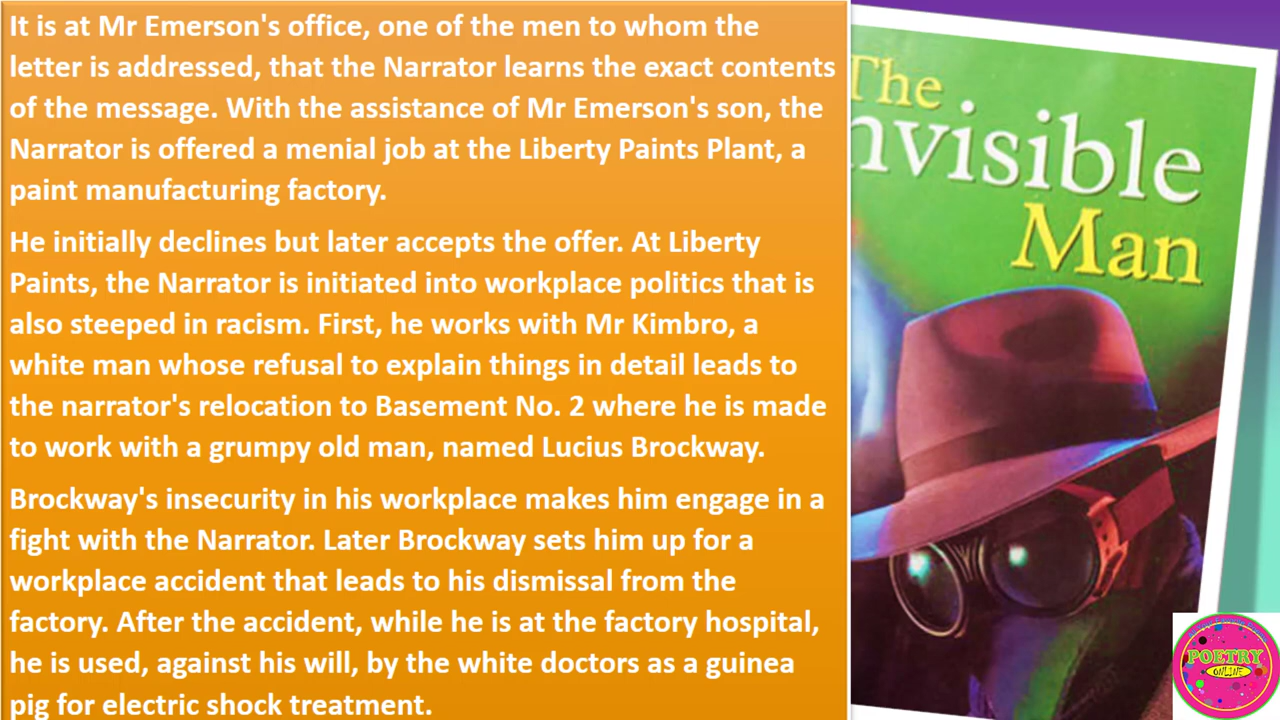 It is at Mr Emerson's office, one of the men to whom the
letter is addressed, that the Narrator learns the exact contents
of the message. With the assistance of Mr Emerson's son, the
Narrator is offered a menial job at the Liberty Paints Plant, a
paint manufacturing factory.
He initially declines but later accepts the offer. At Liberty
Paints, the Narrator is initiated into workplace politics that is
also steeped in racism. First, he works with Mr Kimbro, a
white man whose refusal to explain things in detail leads to
the narrator's relocation to Basement No. 2 where he is made
to work with a grumpy old man, named Lucius Brockway.
Brockway's insecurity in his workplace makes him engage in a
fight with the Narrator. Later Brockway sets him up for a
workplace accident that leads to his dismissal from the
factory. After the accident, while he is at the factory hospital,
he is used, against his will, by the white doctors as a guinea
pig for electric shock treatment.
The
nvisible
Man
POETRY
ONLINE